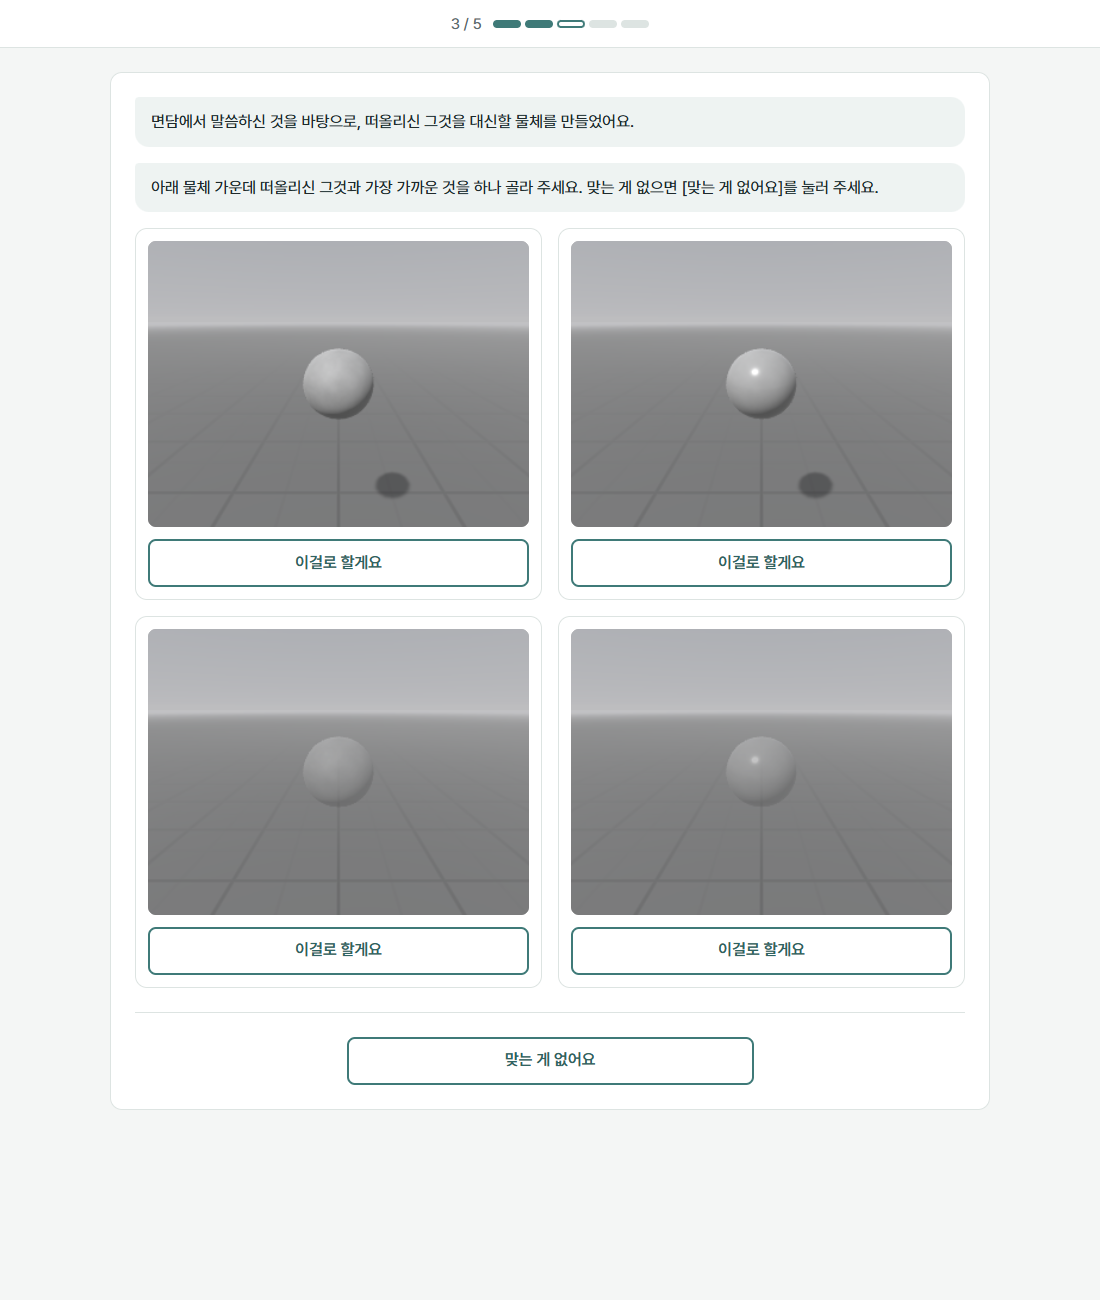 3 / 5
면담에서 말씀하신 것을 바탕으로, 떠올리신 그것을 대신할 물체를 만들었어요.
아래 물체 가운데 떠올리신 그것과 가장 가까운 것을 하나 골라 주세요. 맞는 게 없으면 [맞는 게 없어요]를 눌러 주세요.
이걸로 할게요
이걸로 할게요
이걸로 할게요
이걸로 할게요
맞는 게 없어요